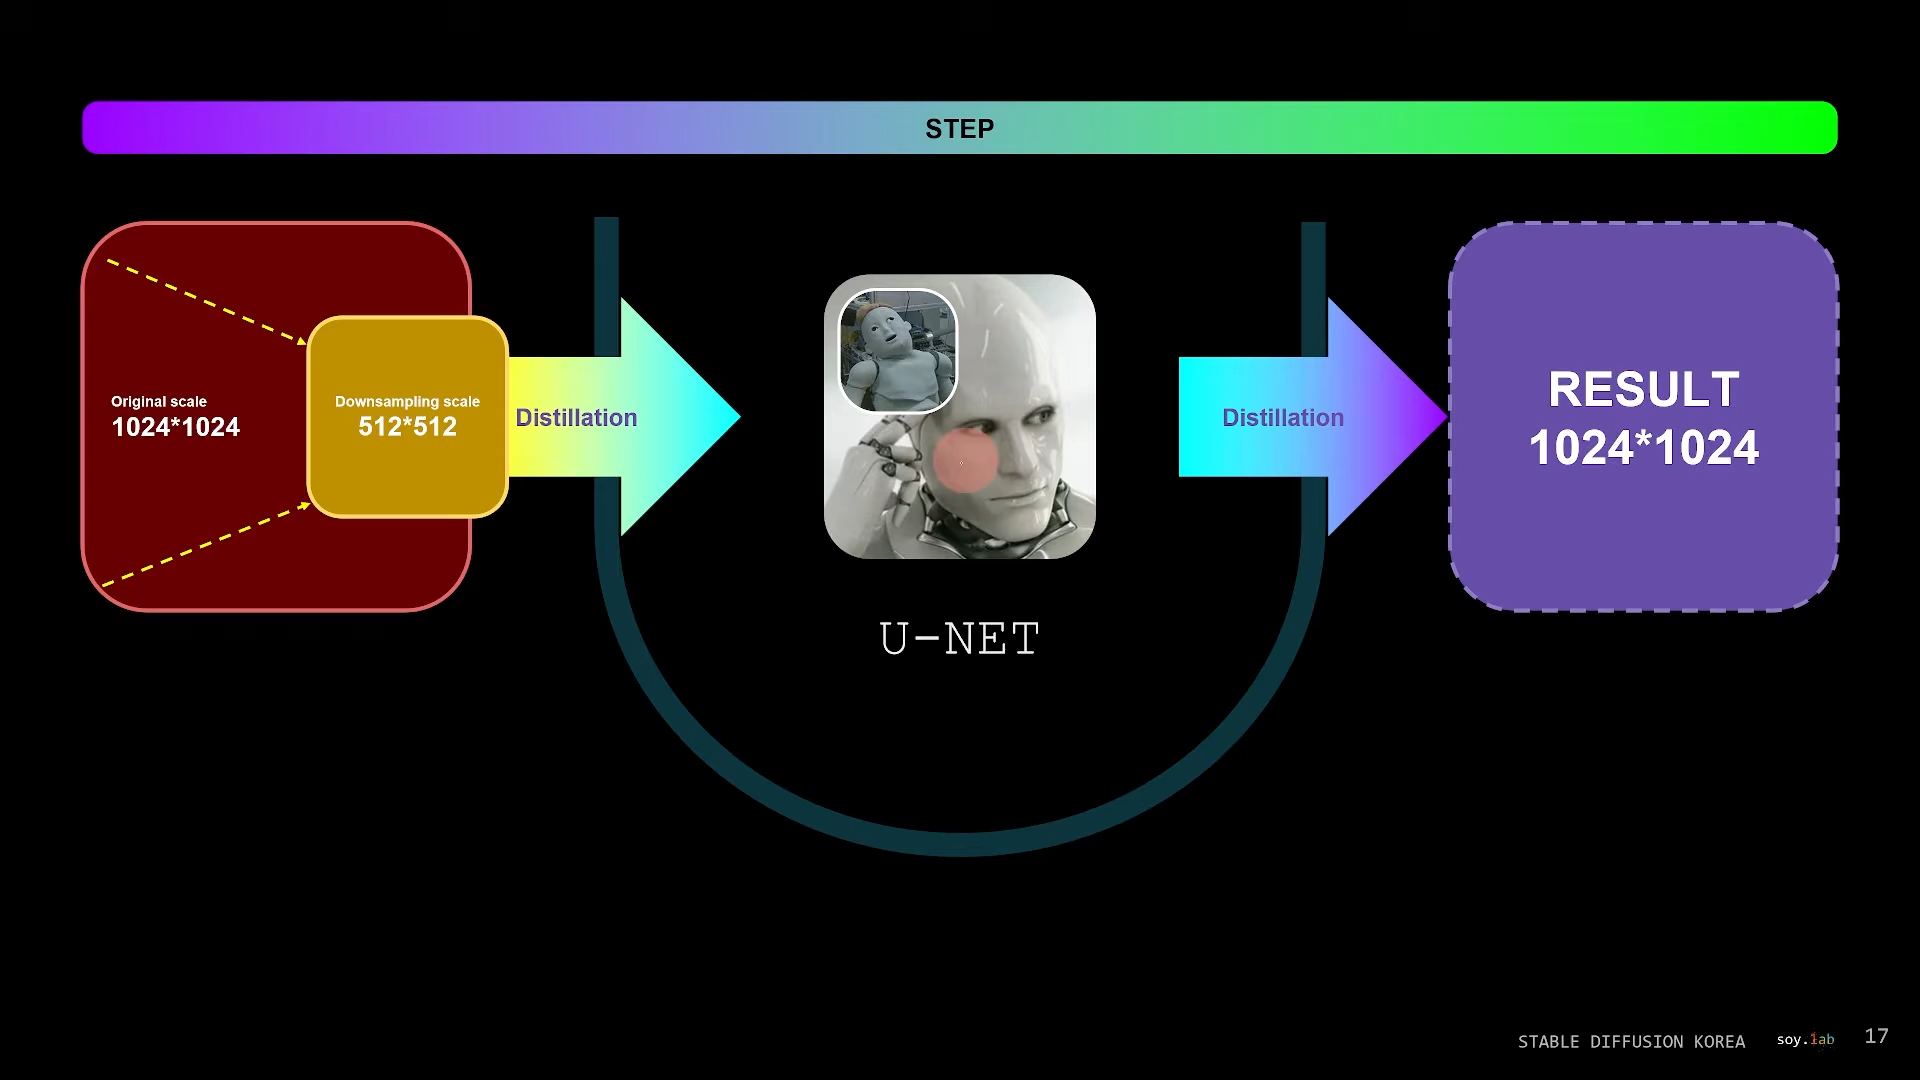 STEP
Original scale
1024*1024
Downsampling scale
512*512
Distillation
Distillation
RESULT
1024*1024
U-NET
STABLE DIFFUSION KOREA
soy.lab
17